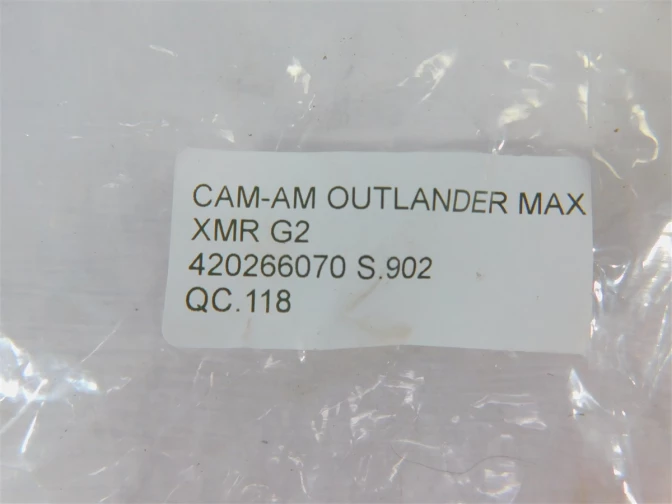 CAM-AM OUTLANDER MAX
XMR G2
420266070 S.902
QC.118